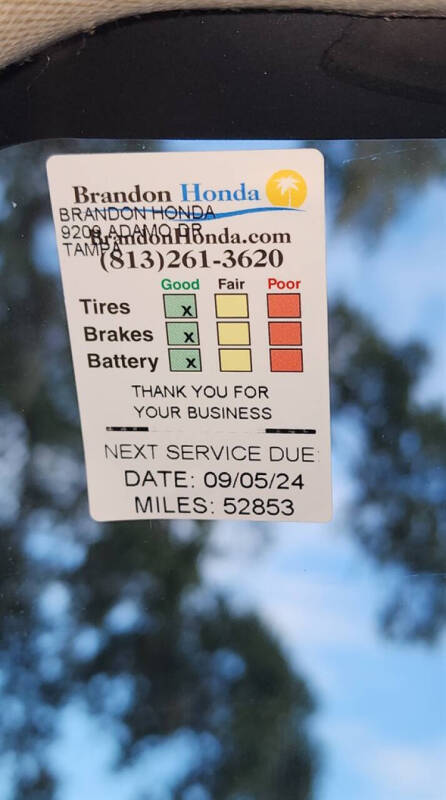 Brandon Honda
BRANDON HONDA
9209 ADAMO DR
BrandonHonda.com
TAMPA
(813)261-3620
Good Fair Poor
Tires x
Brakes x
Battery x
THANK YOU FOR
YOUR BUSINESS
NEXT SERVICE DUE:
DATE: 09/05/24
MILES: 52853